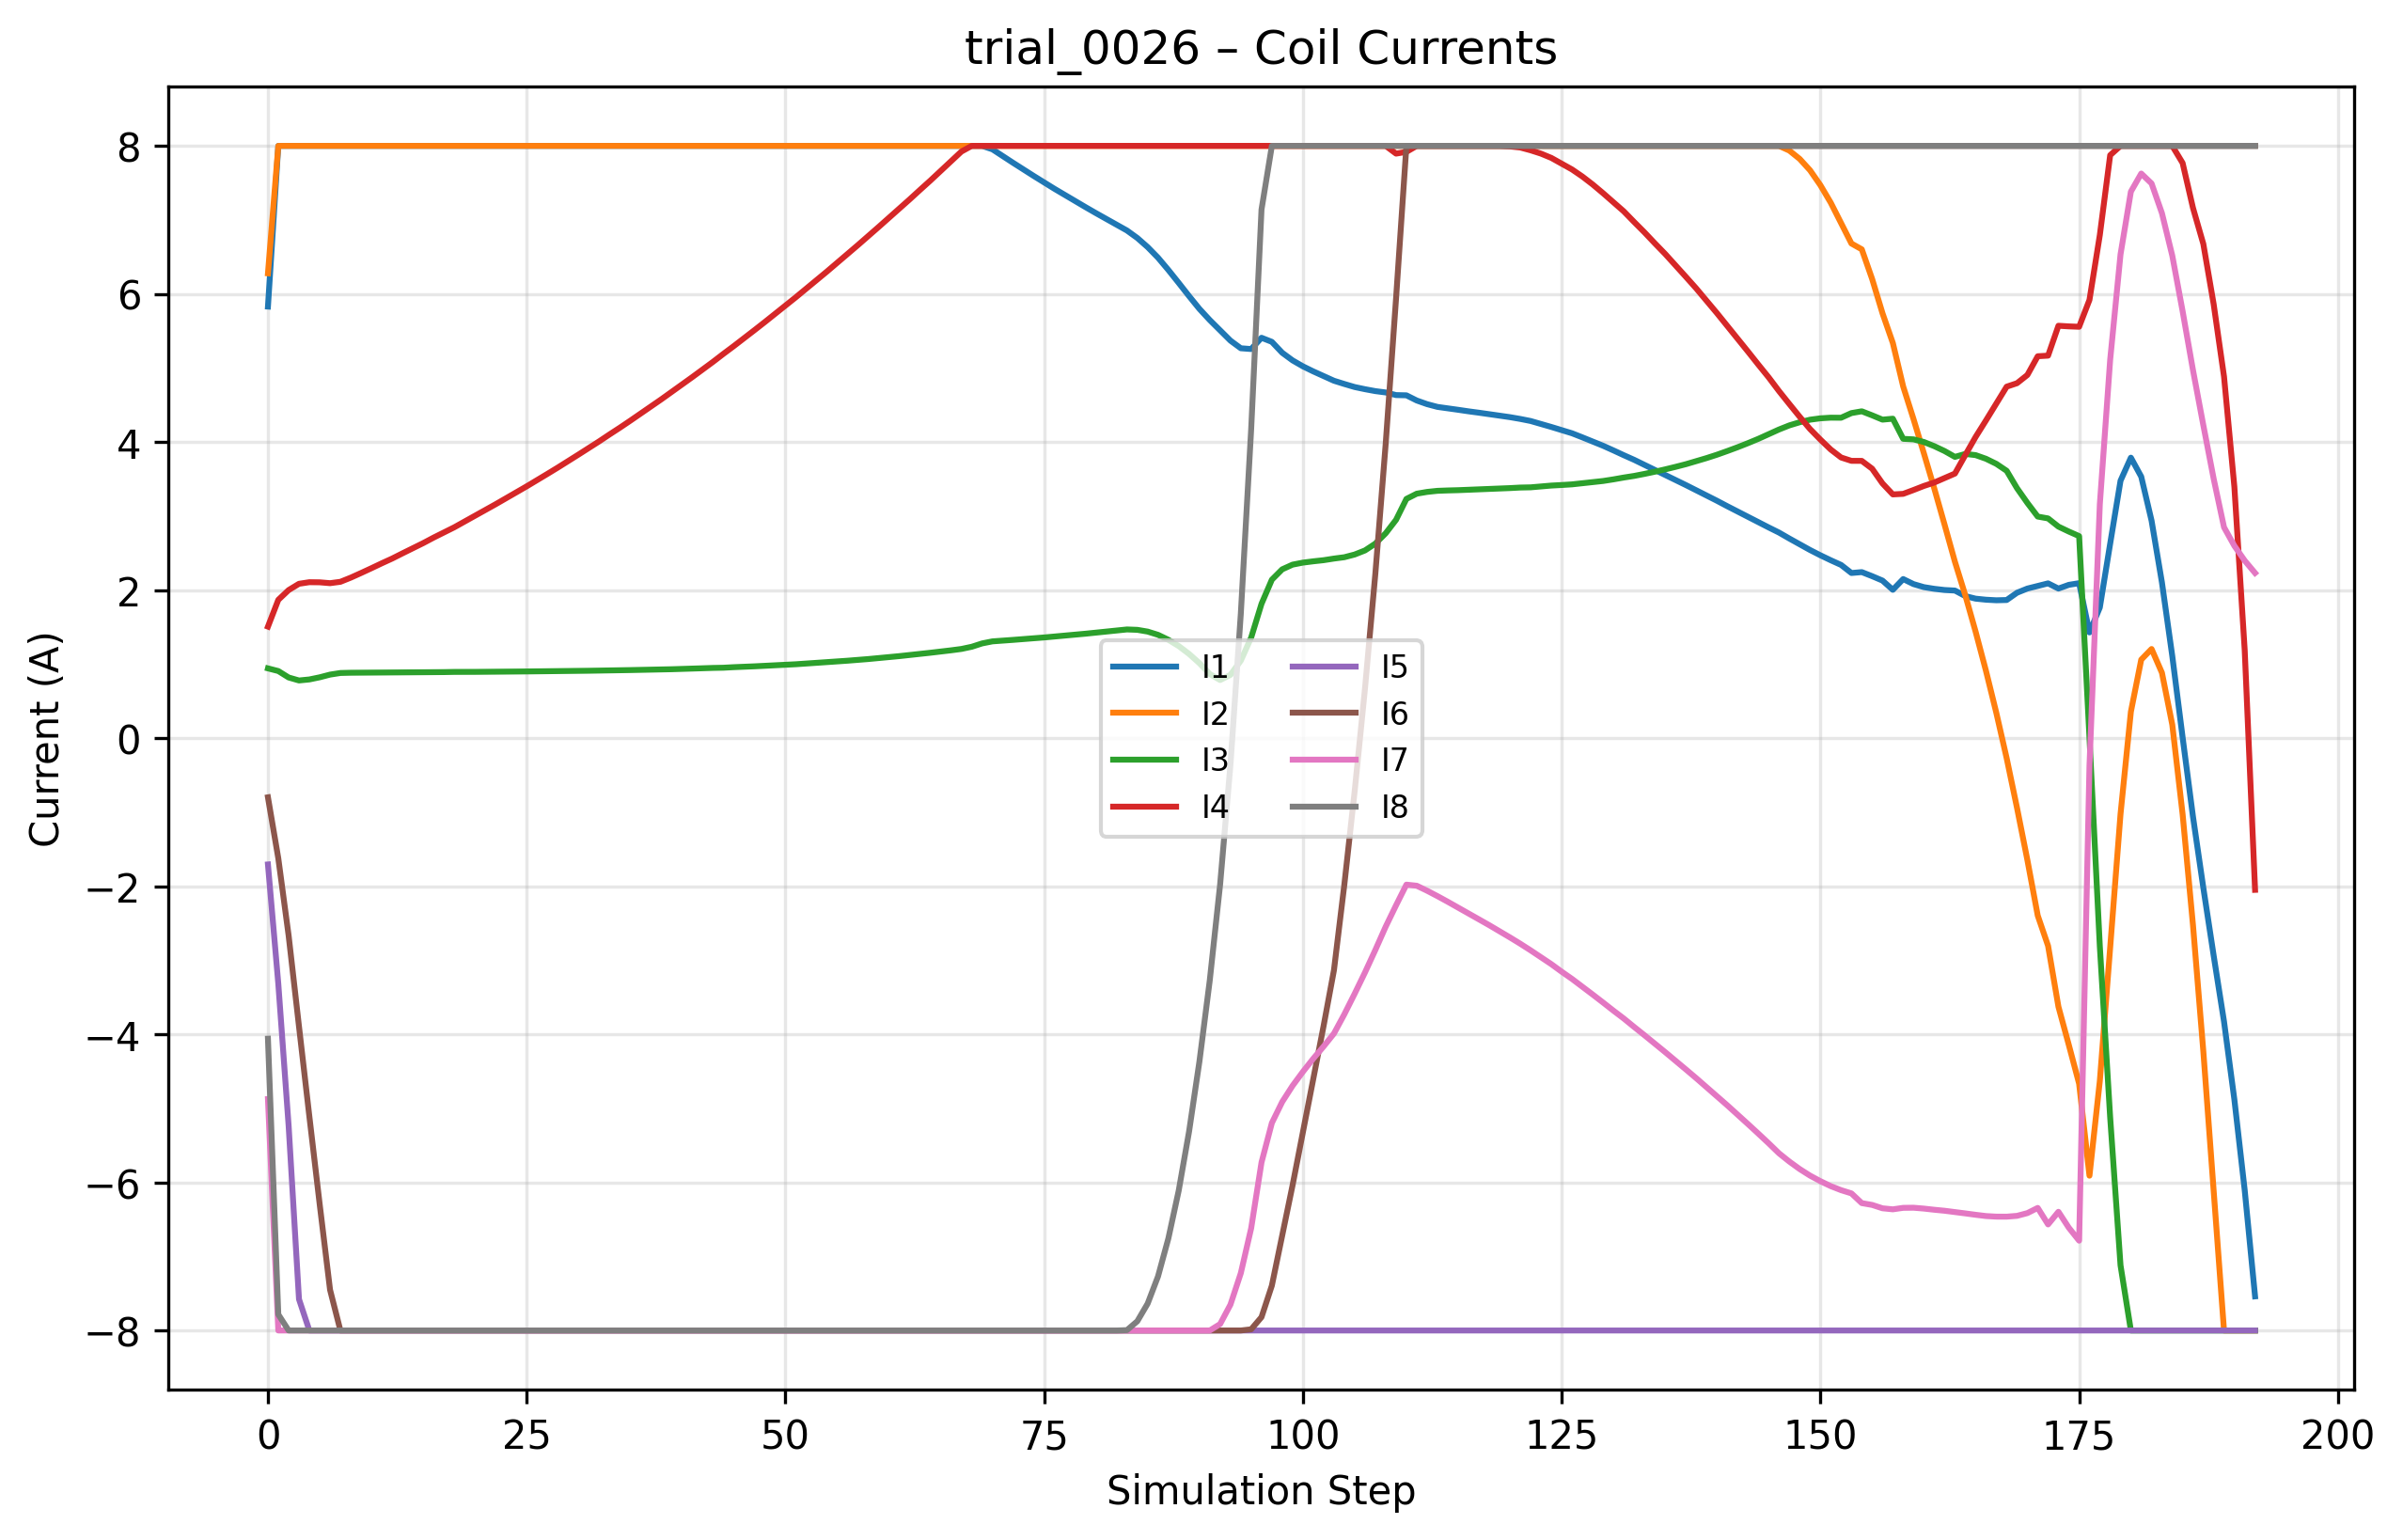 trial_0026 – Coil Currents
Current (A)
8
6
4
2
0
−2
−4
−6
−8
I1
I2
I3
I4
I5
I6
I7
I8
0
25
50
75
100
125
150
175
200
Simulation Step